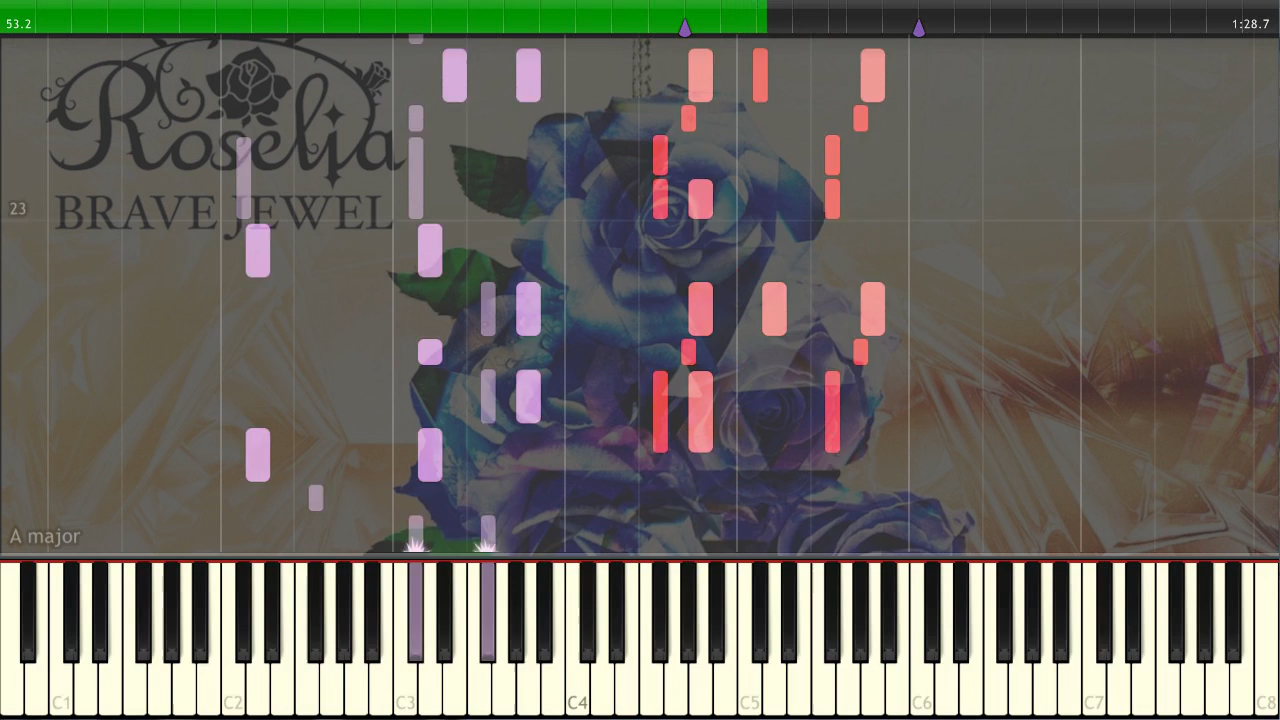 53.2
1:28.7
Roselia
BRAVE JEWEL
23
A major
C1 C2 C3 C4 C5 C6 C7 C8